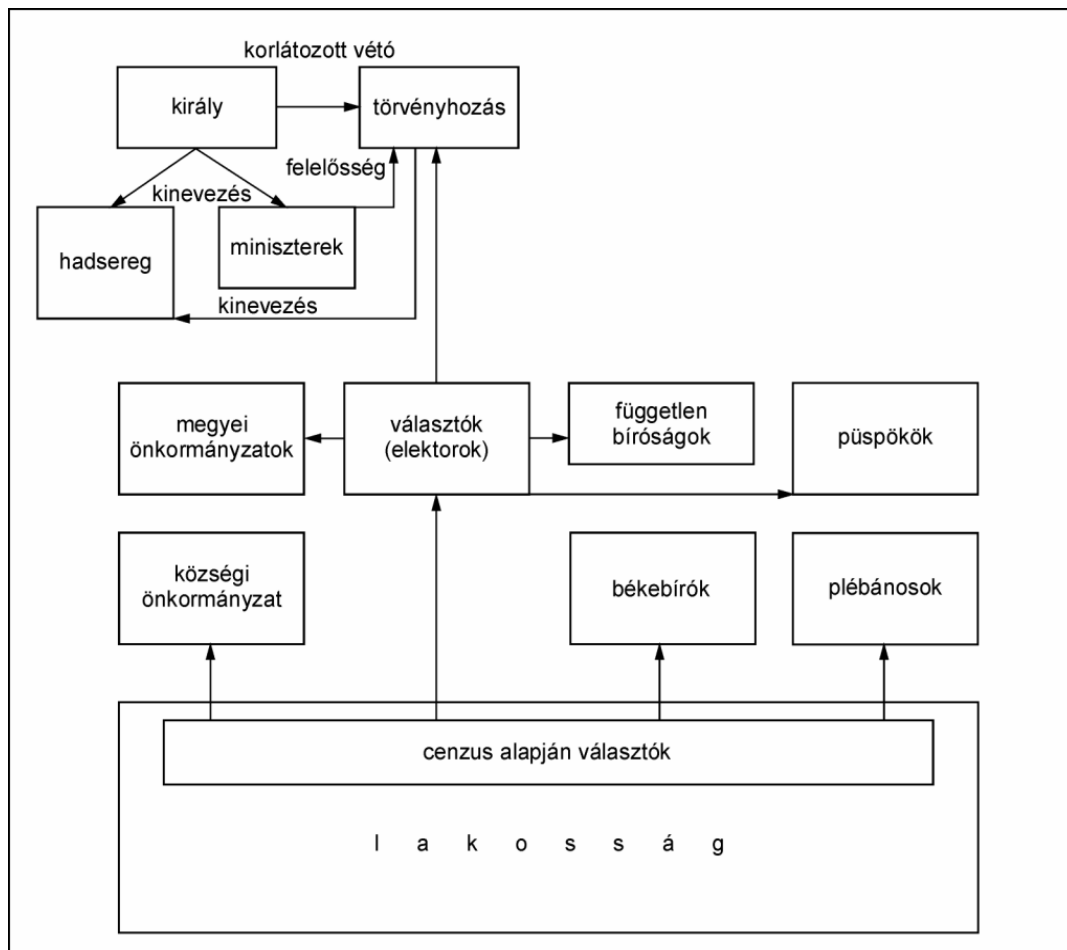 korlátozott vétó
király
törvényhozás
felelősség
kinevezés
hadsereg
miniszterek
kinevezés
megyei
önkormányzatok
választók
(elektorok)
független
bíróságok
püspökök
községi
önkormányzat
békebírók
plébánosok
cenzus alapján választók
l a k o s s á g